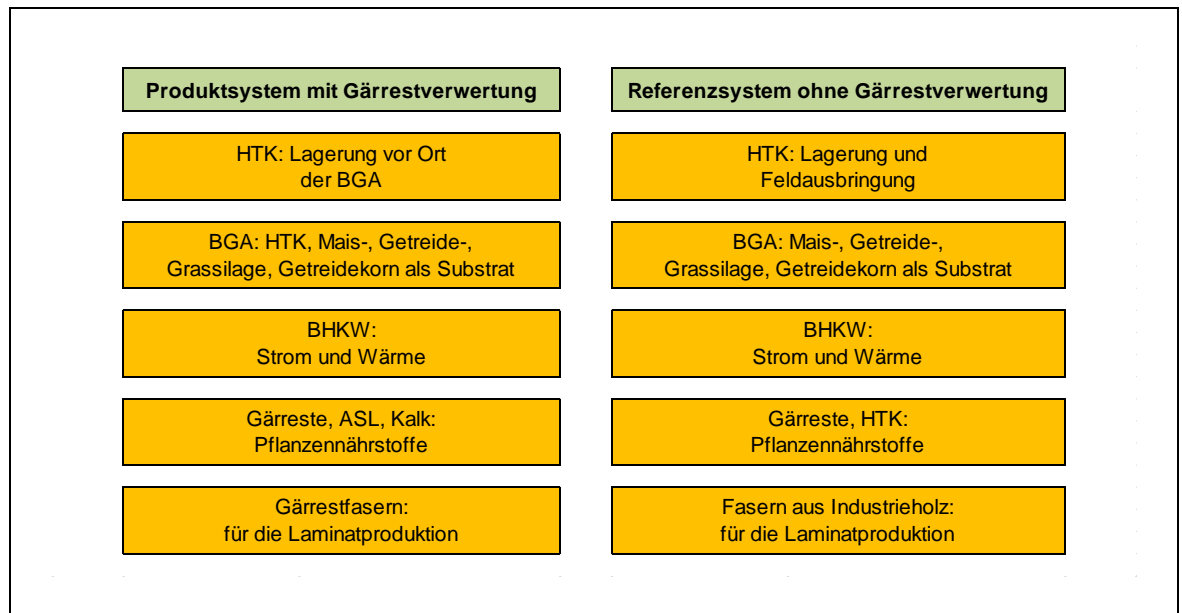 Produktsystem mit Gärrestverwertung
Referenzsystem ohne Gärrestverwertung
HTK: Lagerung vor Ort
der BGA
HTK: Lagerung und
Feldausbringung
BGA: HTK, Mais-, Getreide-,
Grassilage, Getreidekorn als Substrat
BGA: Mais-, Getreide-,
Grassilage, Getreidekorn als Substrat
BHKW:
Strom und Wärme
BHKW:
Strom und Wärme
Gärreste, ASL, Kalk:
Pflanzennährstoffe
Gärreste, HTK:
Pflanzennährstoffe
Gärrestfasern:
für die Laminatproduktion
Fasern aus Industrieholz:
für die Laminatproduktion